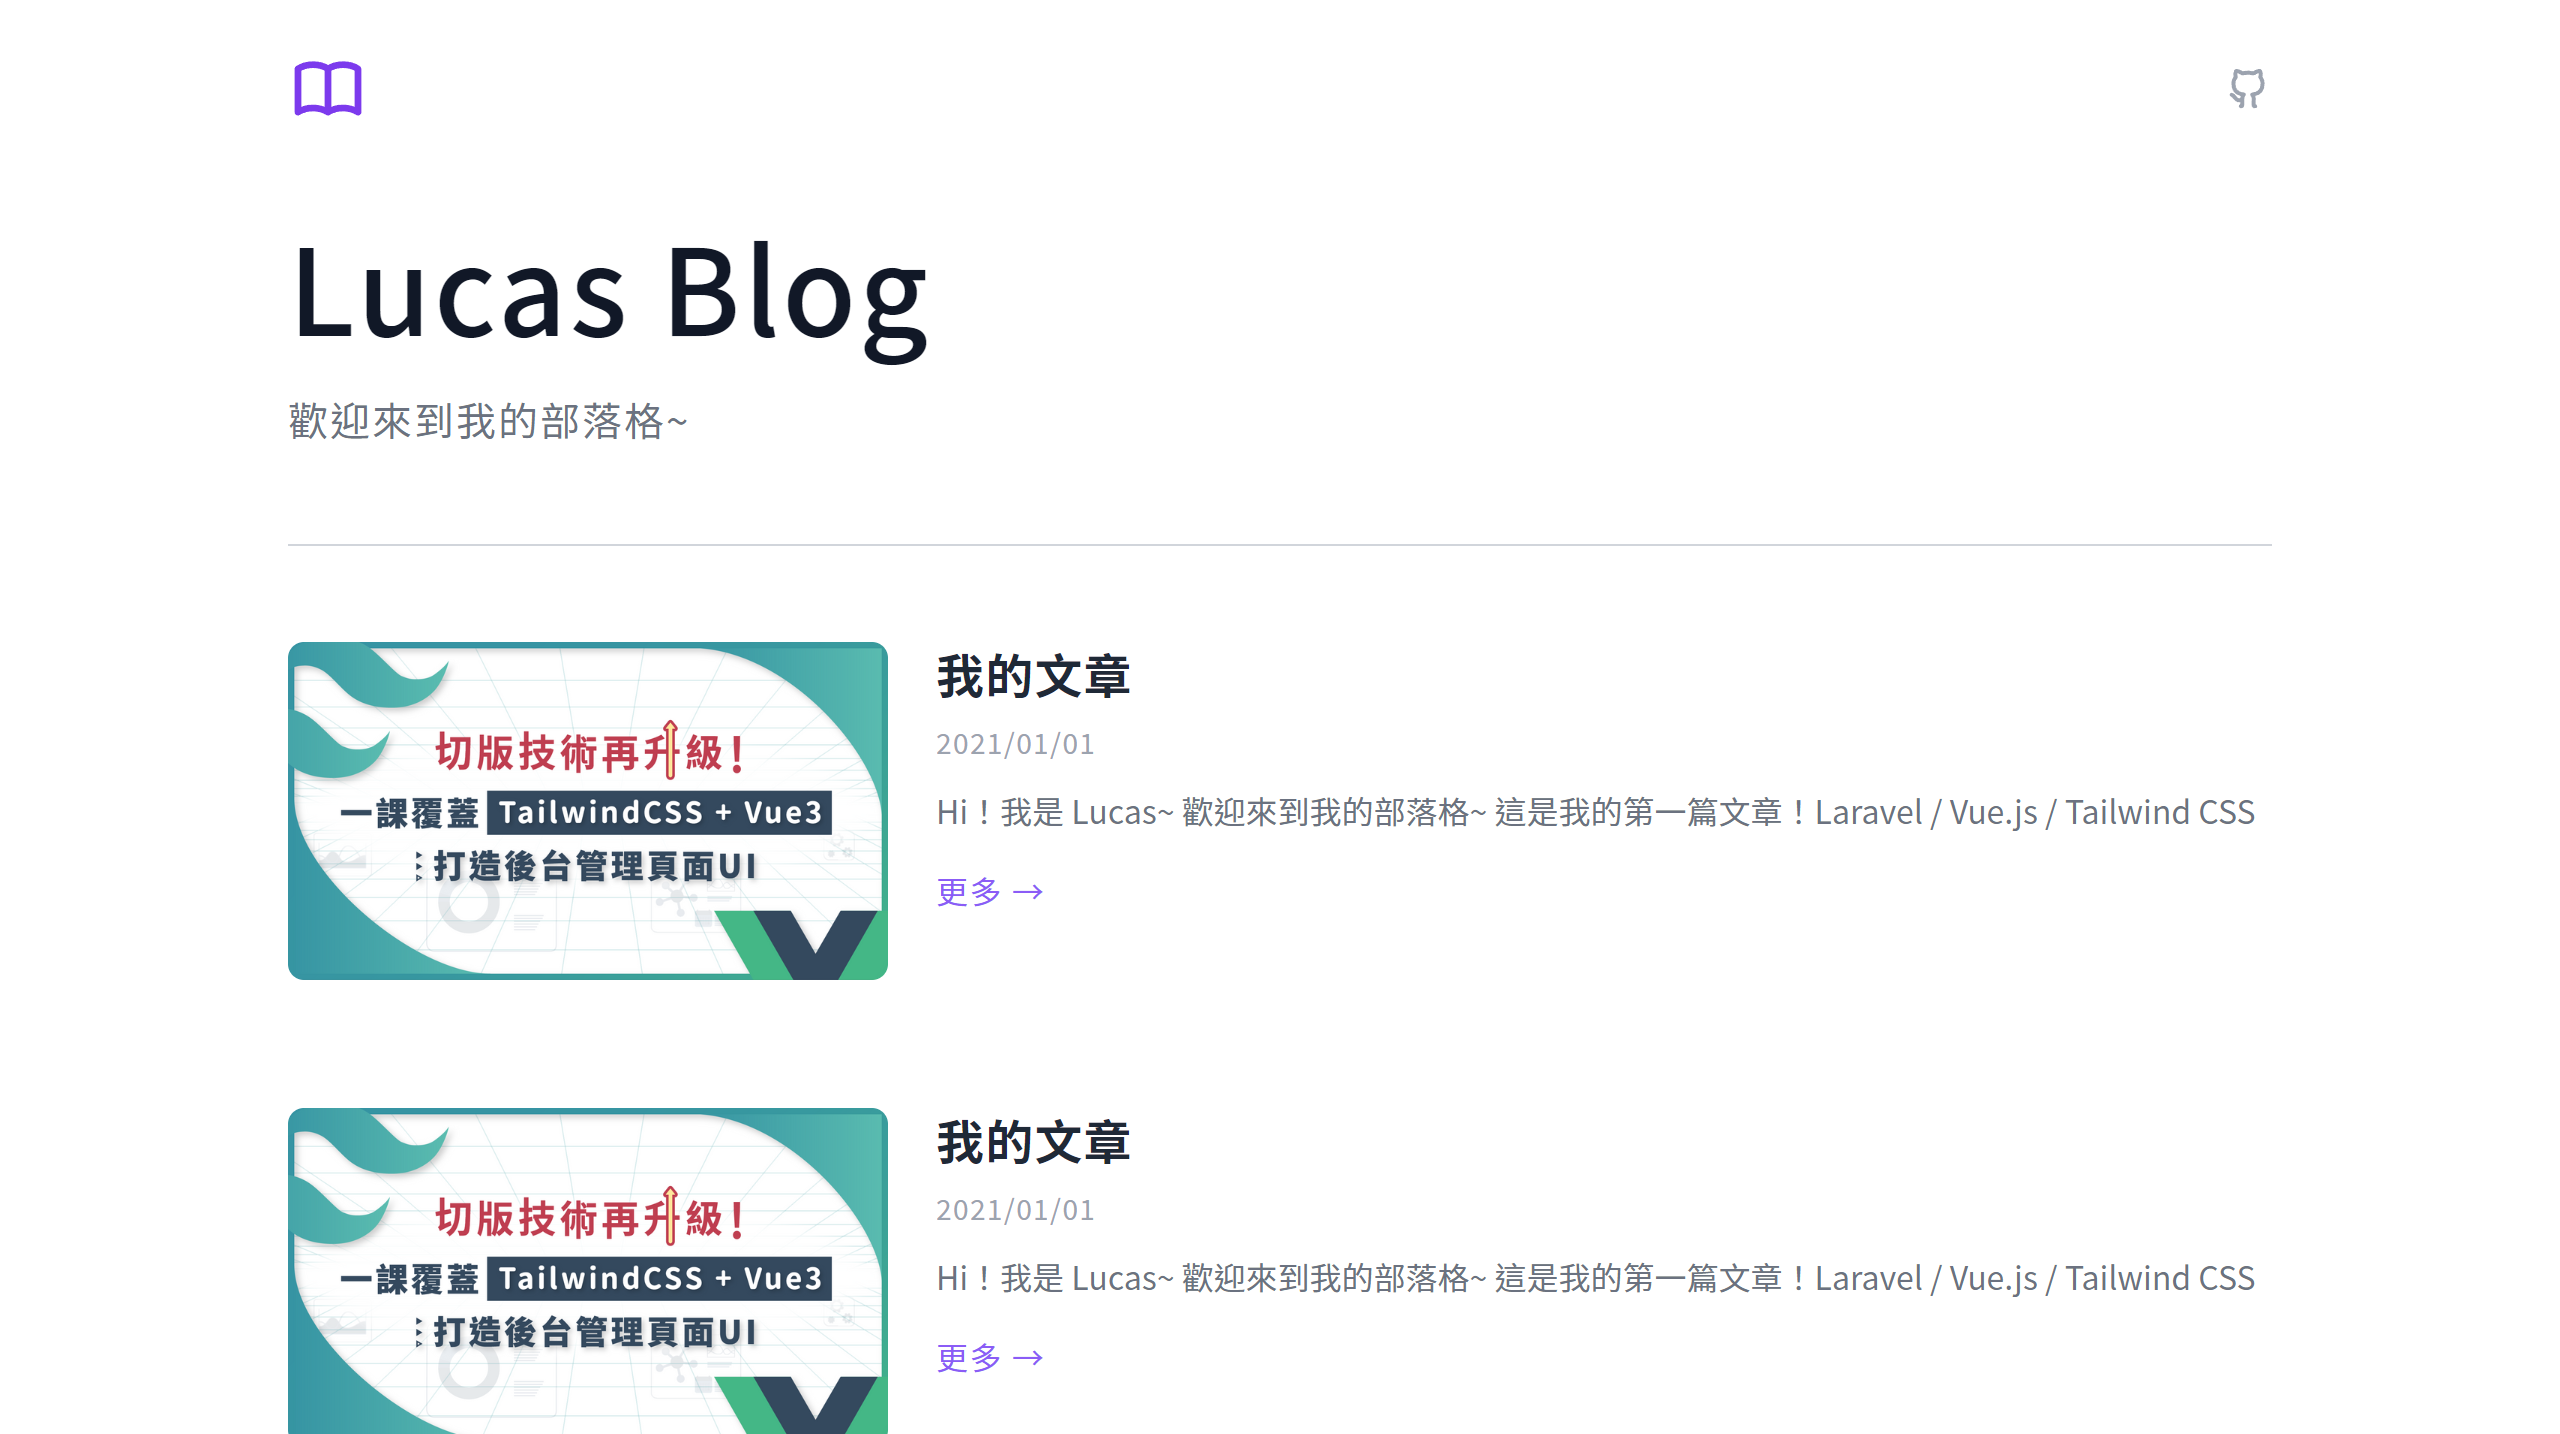 Lucas Blog
歡迎來到我的部落格~
切版技術再升級!
一課覆蓋 TailwindCSS + Vue3
打造後台管理頁面UI
我的文章
2021/01/01
Hi！我是 Lucas~ 歡迎來到我的部落格~ 這是我的第一篇文章！Laravel / Vue.js / Tailwind CSS
更多 →
切版技術再升級!
一課覆蓋 TailwindCSS + Vue3
打造後台管理頁面UI
我的文章
2021/01/01
Hi！我是 Lucas~ 歡迎來到我的部落格~ 這是我的第一篇文章！Laravel / Vue.js / Tailwind CSS
更多 →